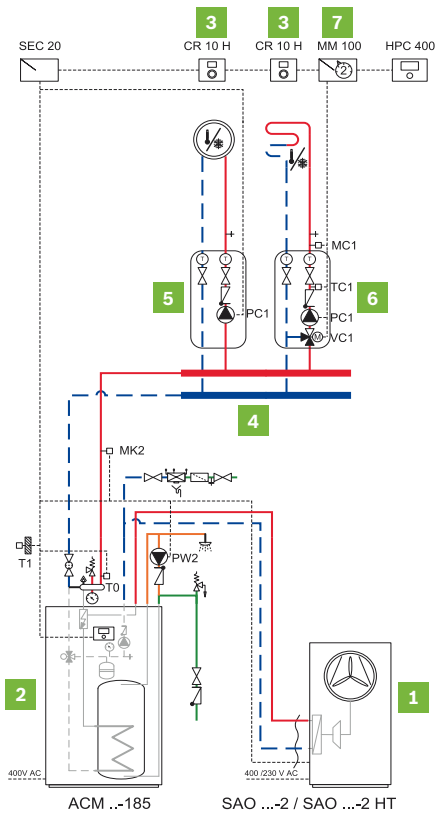 3 3 7
SEC 20 CR 10 H CR 10 H MM 100 HPC 400
2
T T T T
MC1
5 TC1 6
PC1 PC1
M VC1
4
MK2
T1 T0 PW2
2 1
400V AC 400 /230 V AC
ACM ..-185 SAO ...-2 / SAO ...-2 HT